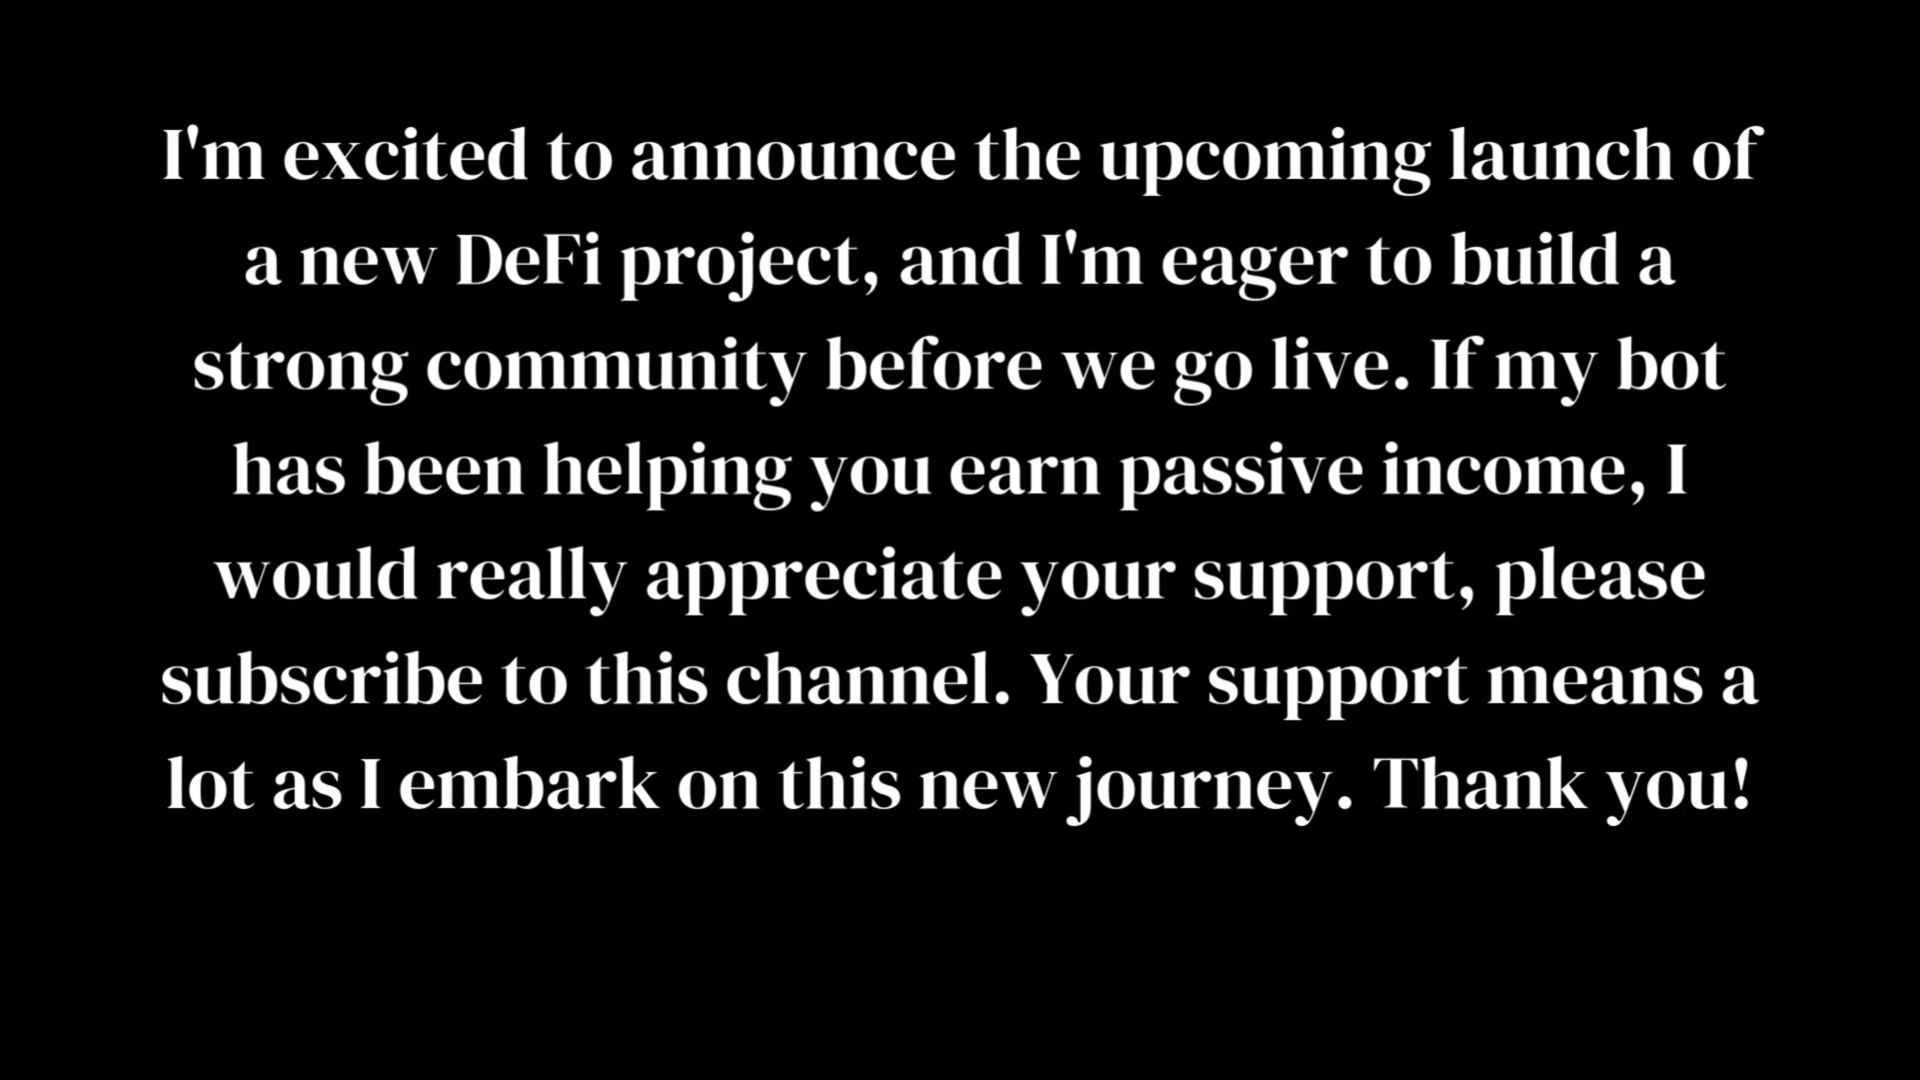 I'm excited to announce the upcoming launch of
a new DeFi project, and I'm eager to build a
strong community before we go live. If my bot
has been helping you earn passive income, I
would really appreciate your support, please
subscribe to this channel. Your support means a
lot as I embark on this new journey. Thank you!